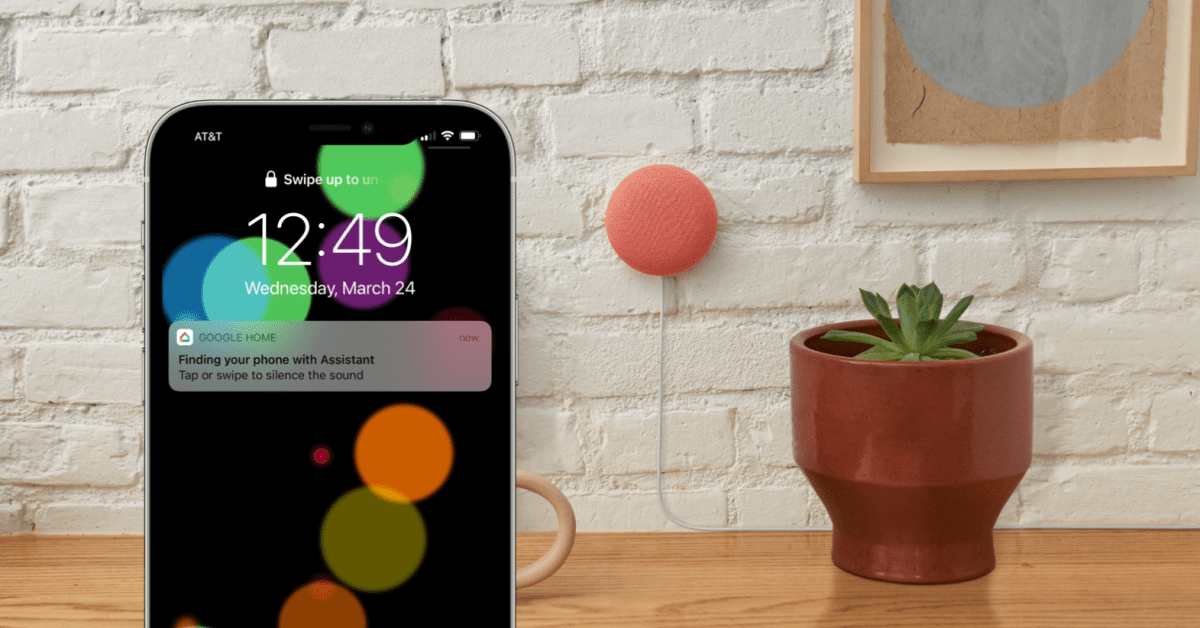 AT&T
Swipe up to un
12:49
Wednesday, March 24
GOOGLE HOME
now
Finding your phone with Assistant
Tap or swipe to silence the sound